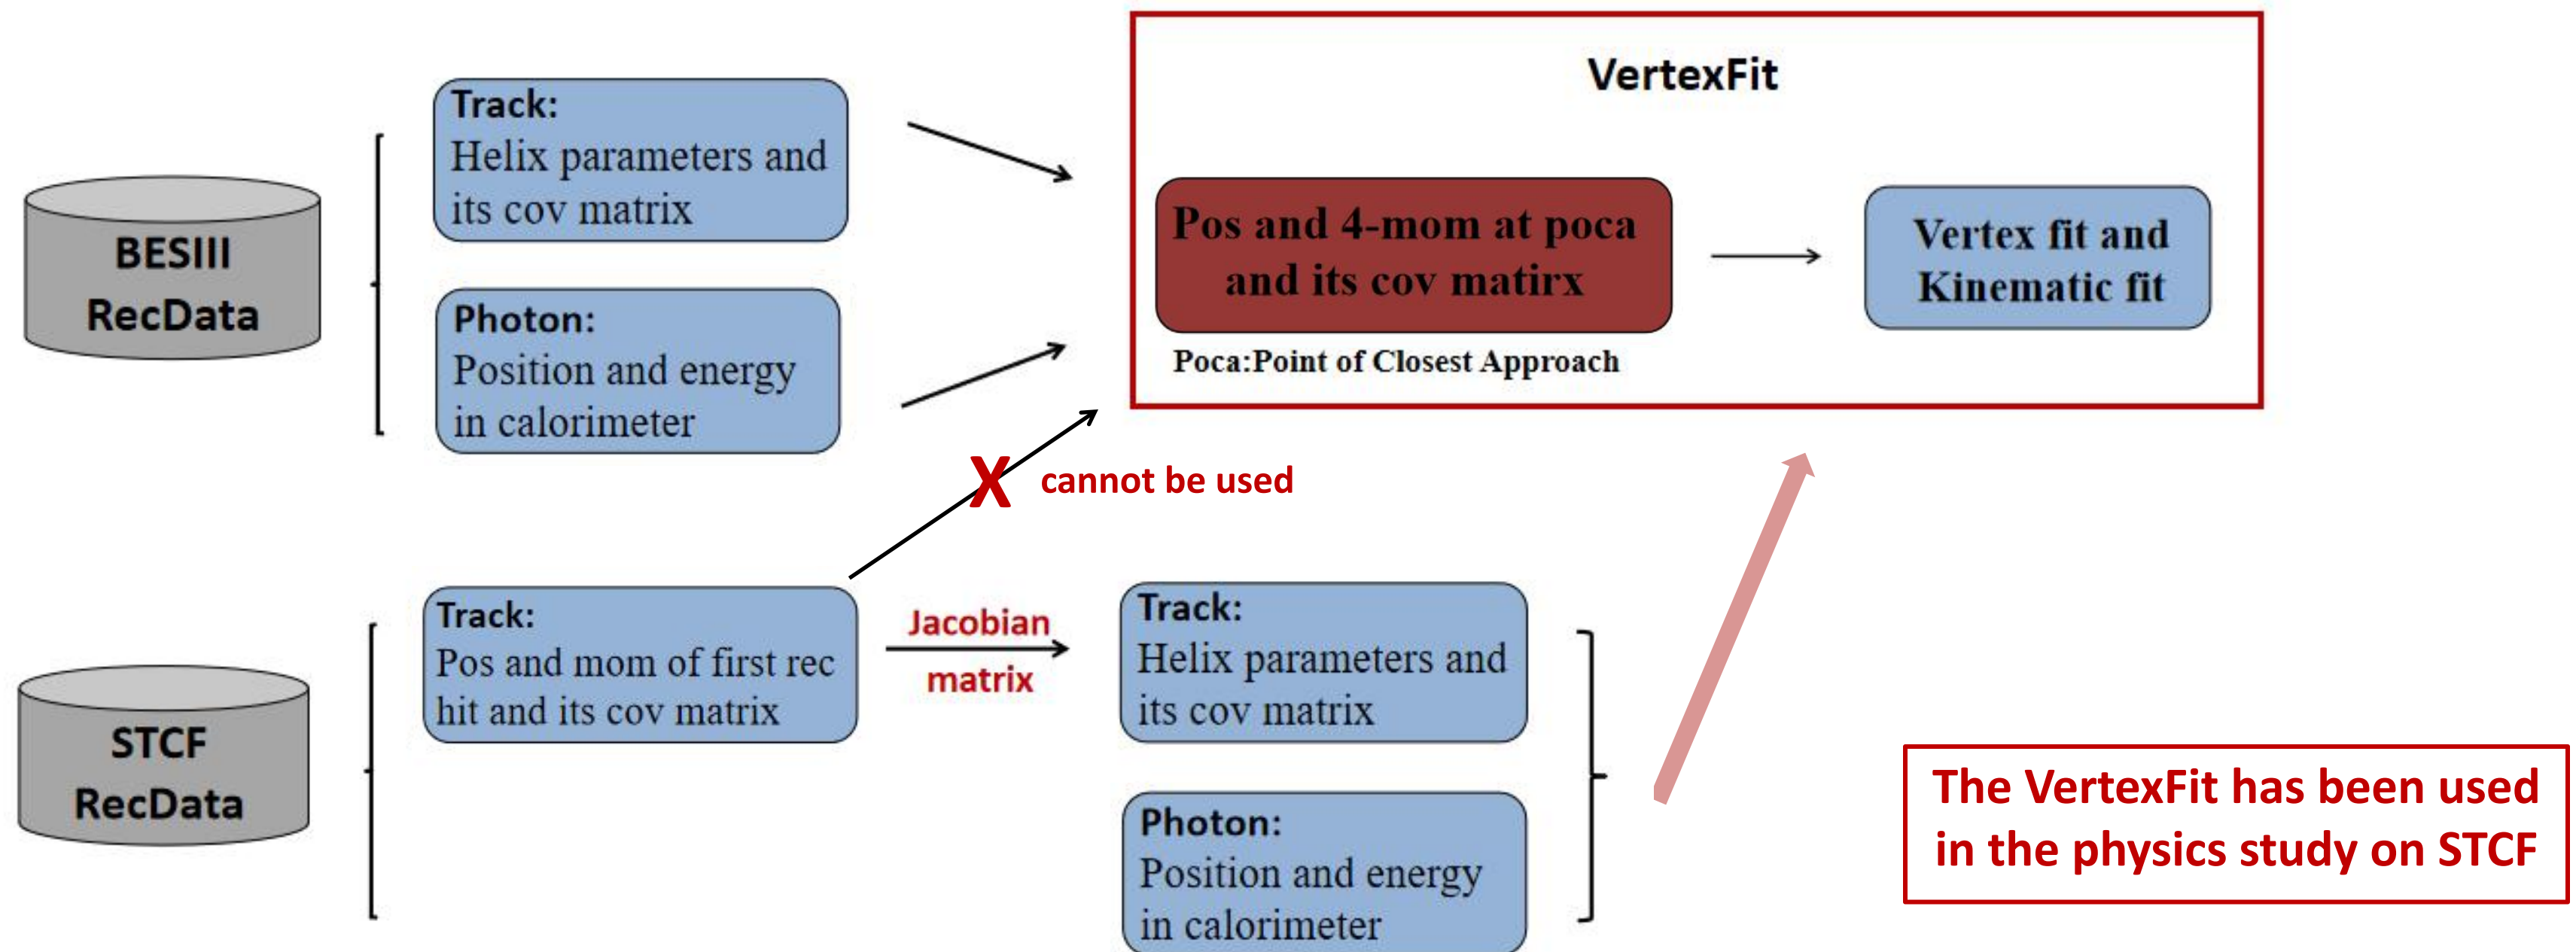 BESIII
RecData
Track:
Helix parameters and
its cov matrix
Photon:
Position and energy
in calorimeter
VertexFit
Pos and 4-mom at poca
and its cov matirx
Poca:Point of Closest Approach
Vertex fit and
Kinematic fit
X cannot be used
STCF
RecData
Track:
Pos and mom of first rec
hit and its cov matrix
Jacobian
matrix
Track:
Helix parameters and
its cov matrix
Photon:
Position and energy
in calorimeter
The VertexFit has been used
in the physics study on STCF